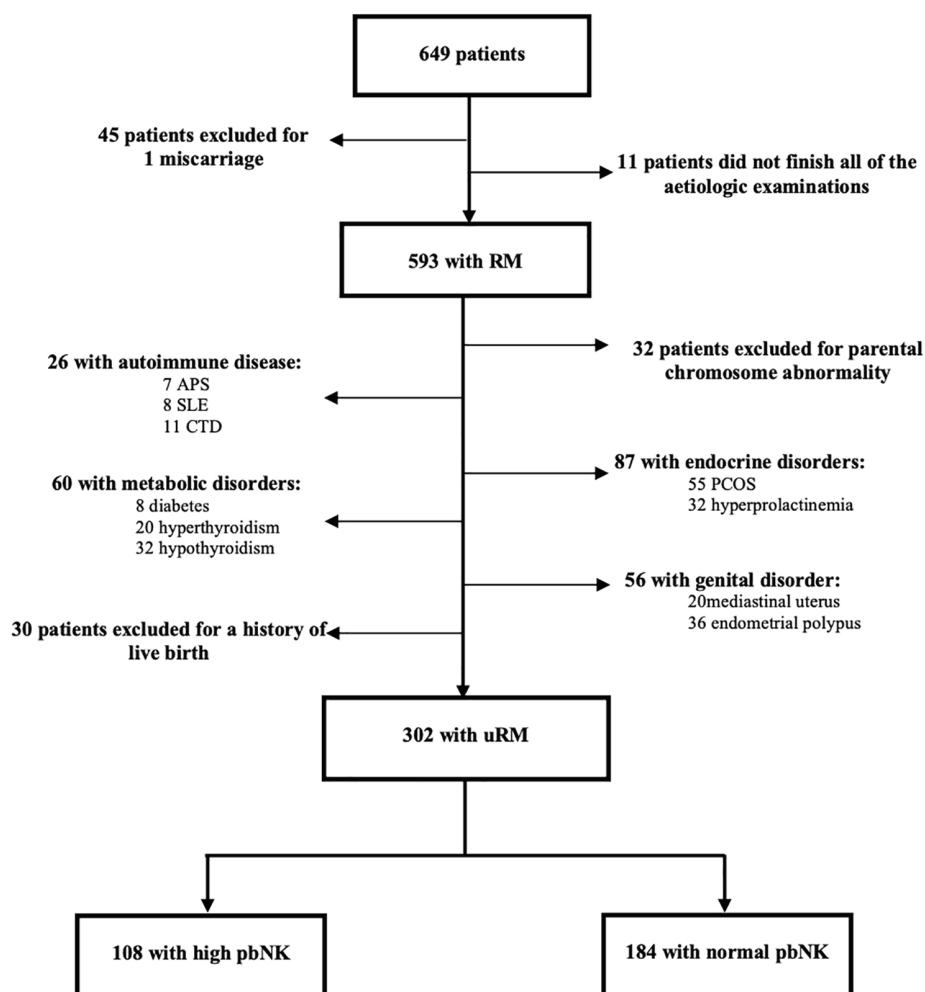 649 patients
45 patients excluded for
1 miscarriage
11 patients did not finish all of the
aetiologic examinations
593 with RM
32 patients excluded for parental
chromosome abnormality
26 with autoimmune disease:
7 APS
8 SLE
11 CTD
87 with endocrine disorders:
55 PCOS
32 hyperprolactinemia
60 with metabolic disorders:
8 diabetes
20 hyperthyroidism
32 hypothyroidism
56 with genital disorder:
20mediastinal uterus
36 endometrial polypus
30 patients excluded for a history of
live birth
302 with uRM
108 with high pbNK
184 with normal pbNK